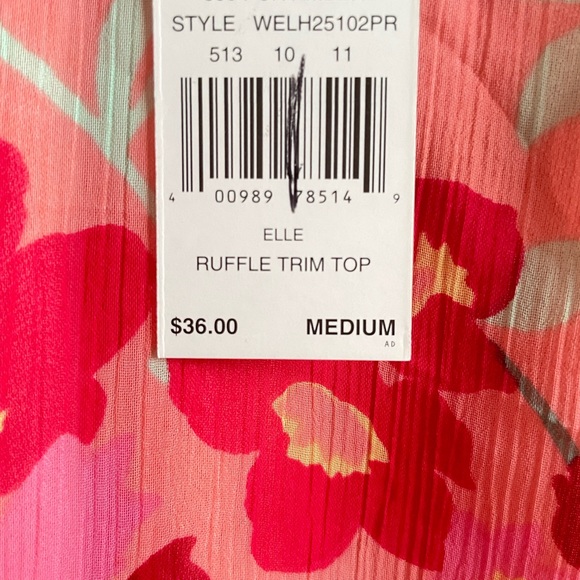 STYLE WELH25102PR
513 10 11
4 00989 78514 9
ELLE
RUFFLE TRIM TOP
$36.00 MEDIUM
AD